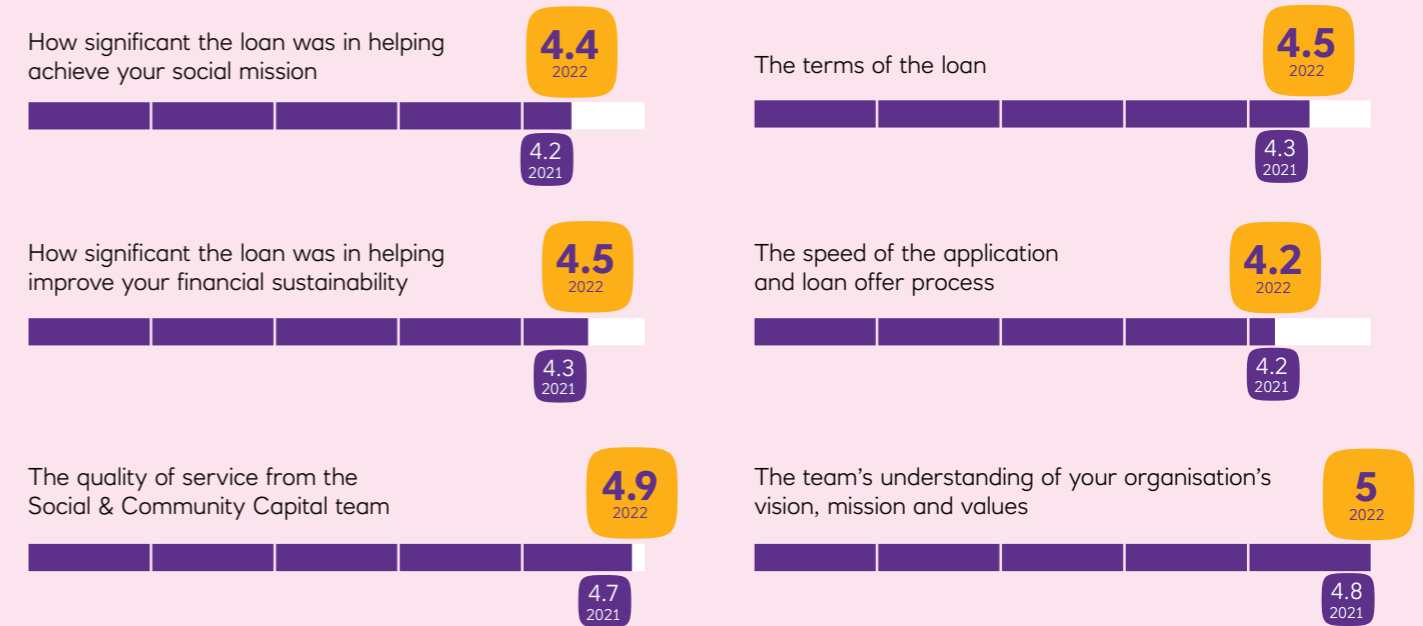 How significant the loan was in helping
achieve your social mission
4.4
2022
4.2
2021
The terms of the loan
4.5
2022
4.3
2021
How significant the loan was in helping
improve your financial sustainability
4.5
2022
4.3
2021
The speed of the application
and loan offer process
4.2
2022
4.2
2021
The quality of service from the
Social & Community Capital team
4.9
2022
4.7
2021
The team's understanding of your organisation's
vision, mission and values
5
2022
4.8
2021